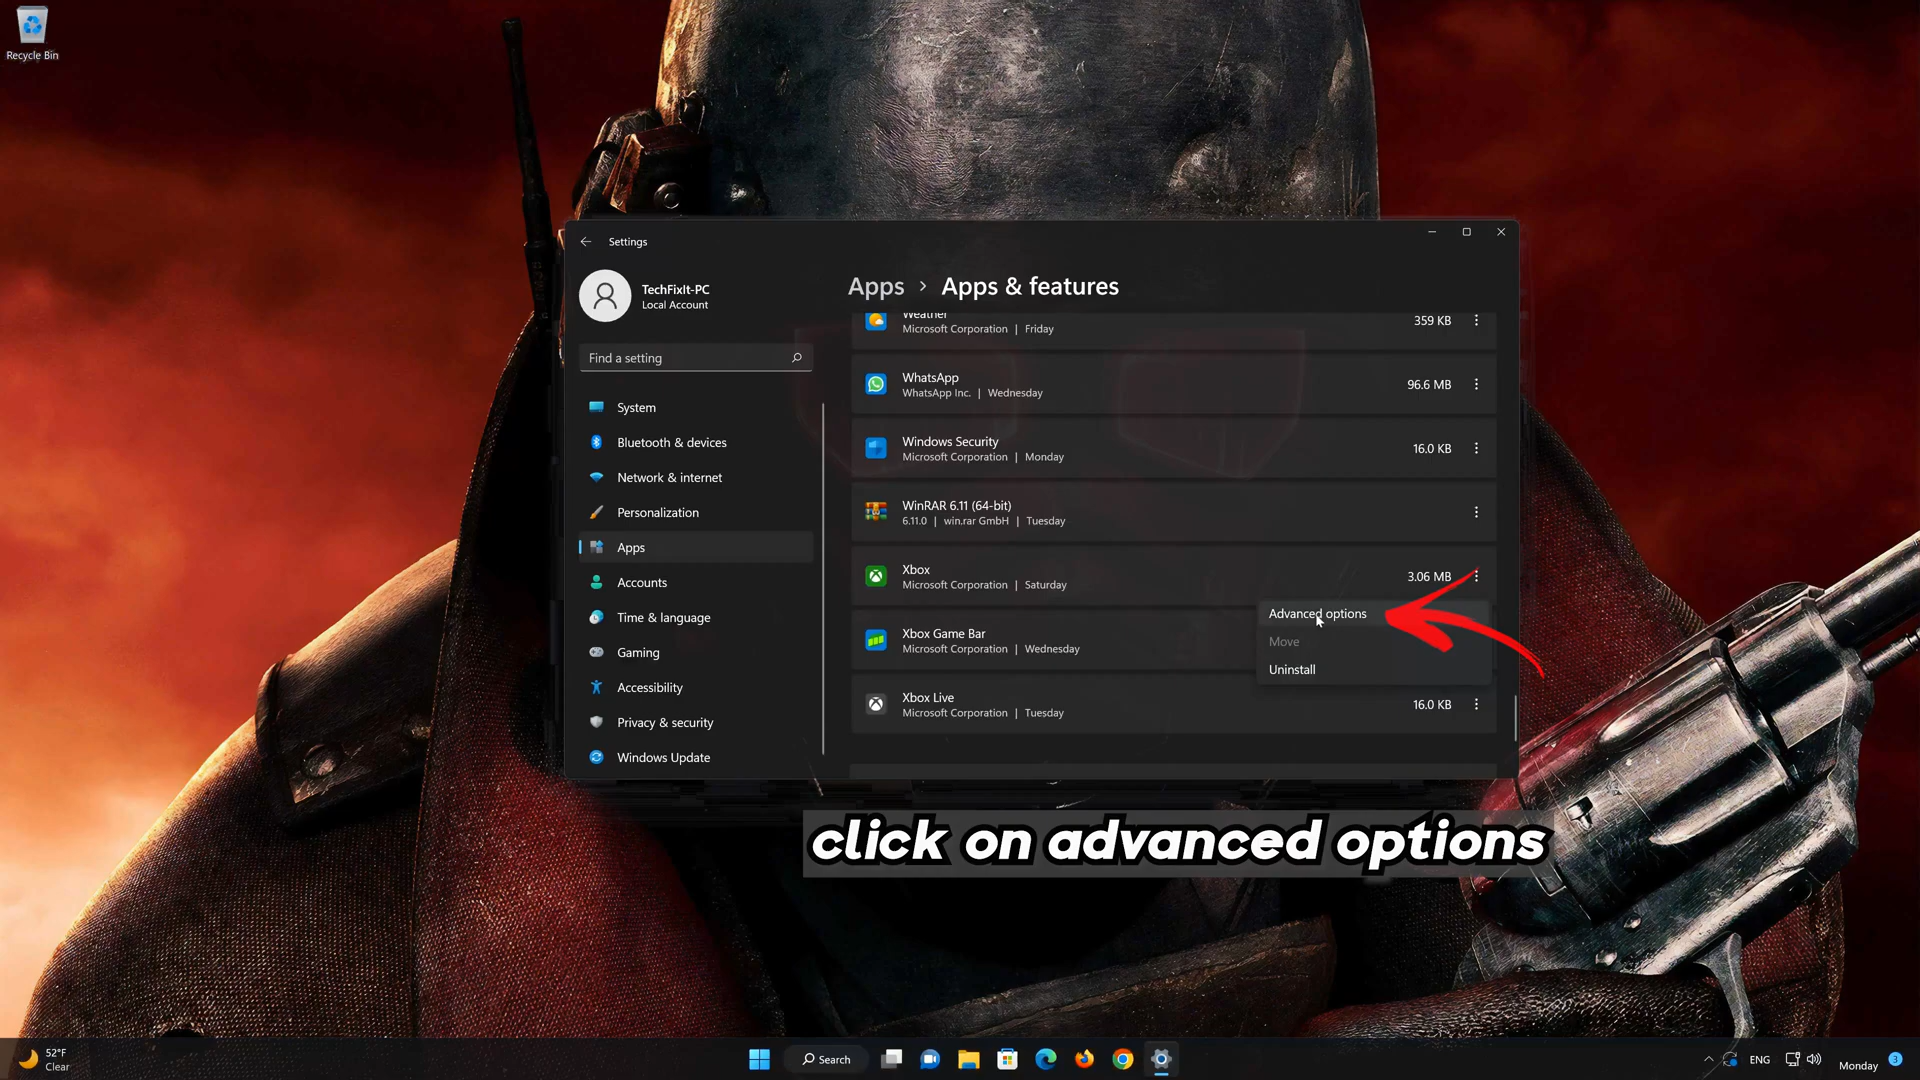 Recycle Bin
Settings
TechFixIt-PC
Local Account
Find a setting
System
Bluetooth & devices
Network & internet
Personalization
Apps
Accounts
Time & language
Gaming
Accessibility
Privacy & security
Windows Update
Apps > Apps & features
Weather
Microsoft Corporation | Friday
359 KB
WhatsApp
WhatsApp Inc. | Wednesday
96.6 MB
Windows Security
Microsoft Corporation | Monday
16.0 KB
WinRAR 6.11 (64-bit)
6.11.0 | win.rar GmbH | Tuesday
Xbox
Microsoft Corporation | Saturday
3.06 MB
Advanced options
Move
Uninstall
Xbox Game Bar
Microsoft Corporation | Wednesday
Xbox Live
Microsoft Corporation | Tuesday
16.0 KB
click on advanced options
52°F
Clear
Search
ENG
Monday
3